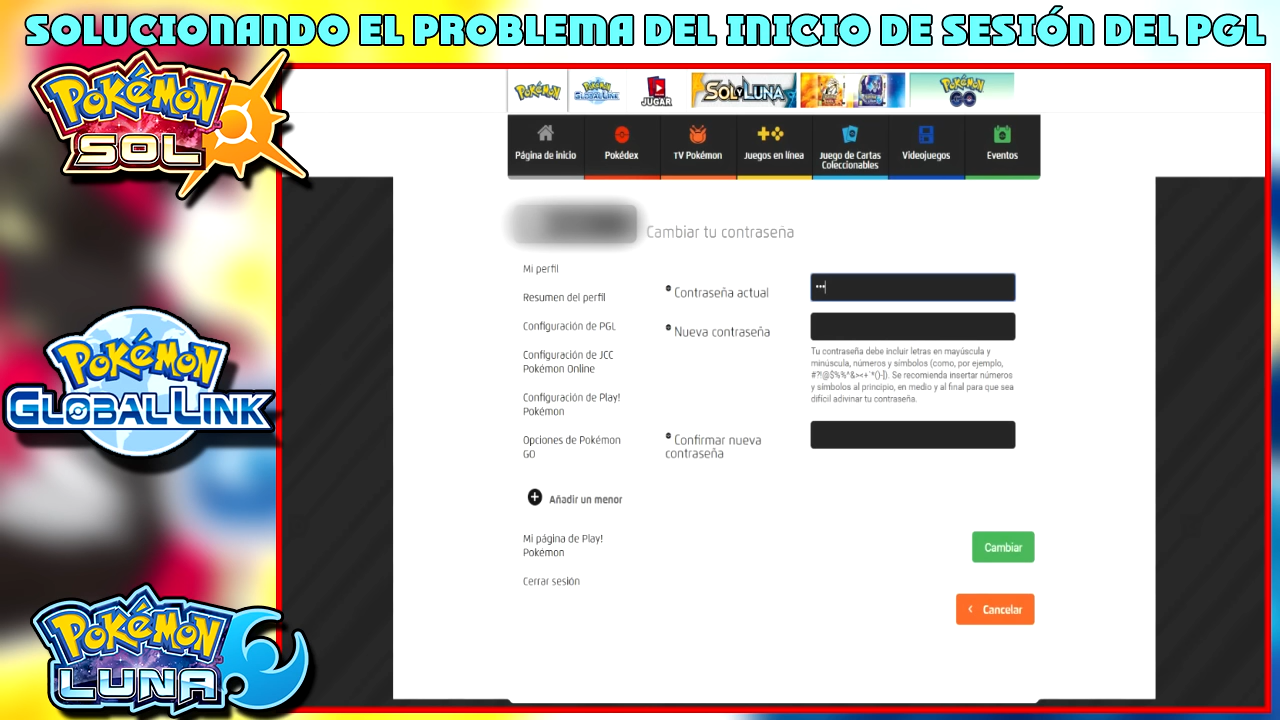 SOLUCIONANDO EL PROBLEMA DEL INICIO DE SESIÓN DEL PGL
POKÉMON
SOL
POKÉMON
GLOBAL LINK
POKÉMON
LUNA
POKÉMON
POKÉMON
GLOBAL LINK
JUGAR
SOL Y LUNA
POKÉMON
GO
Página de inicio
Pokédex
TV Pokémon
Juegos en línea
Juego de Cartas
Coleccionables
Videojuegos
Eventos
Cambiar tu contraseña
Mi perfil
Resumen del perfil
Configuración de PGL
Configuración de JCC
Pokémon Online
Configuración de Play!
Pokémon
Opciones de Pokémon
GO
Añadir un menor
Mi página de Play!
Pokémon
Cerrar sesión
Contraseña actual
•••
Nueva contraseña
Tu contraseña debe incluir letras en mayúscula y
minúscula, números y símbolos (como, por ejemplo,
#?!@$%^&><+`*()-]). Se recomienda insertar números
y símbolos al principio, en medio y al final para que sea
difícil adivinar tu contraseña.
Confirmar nueva
contraseña
Cambiar
Cancelar